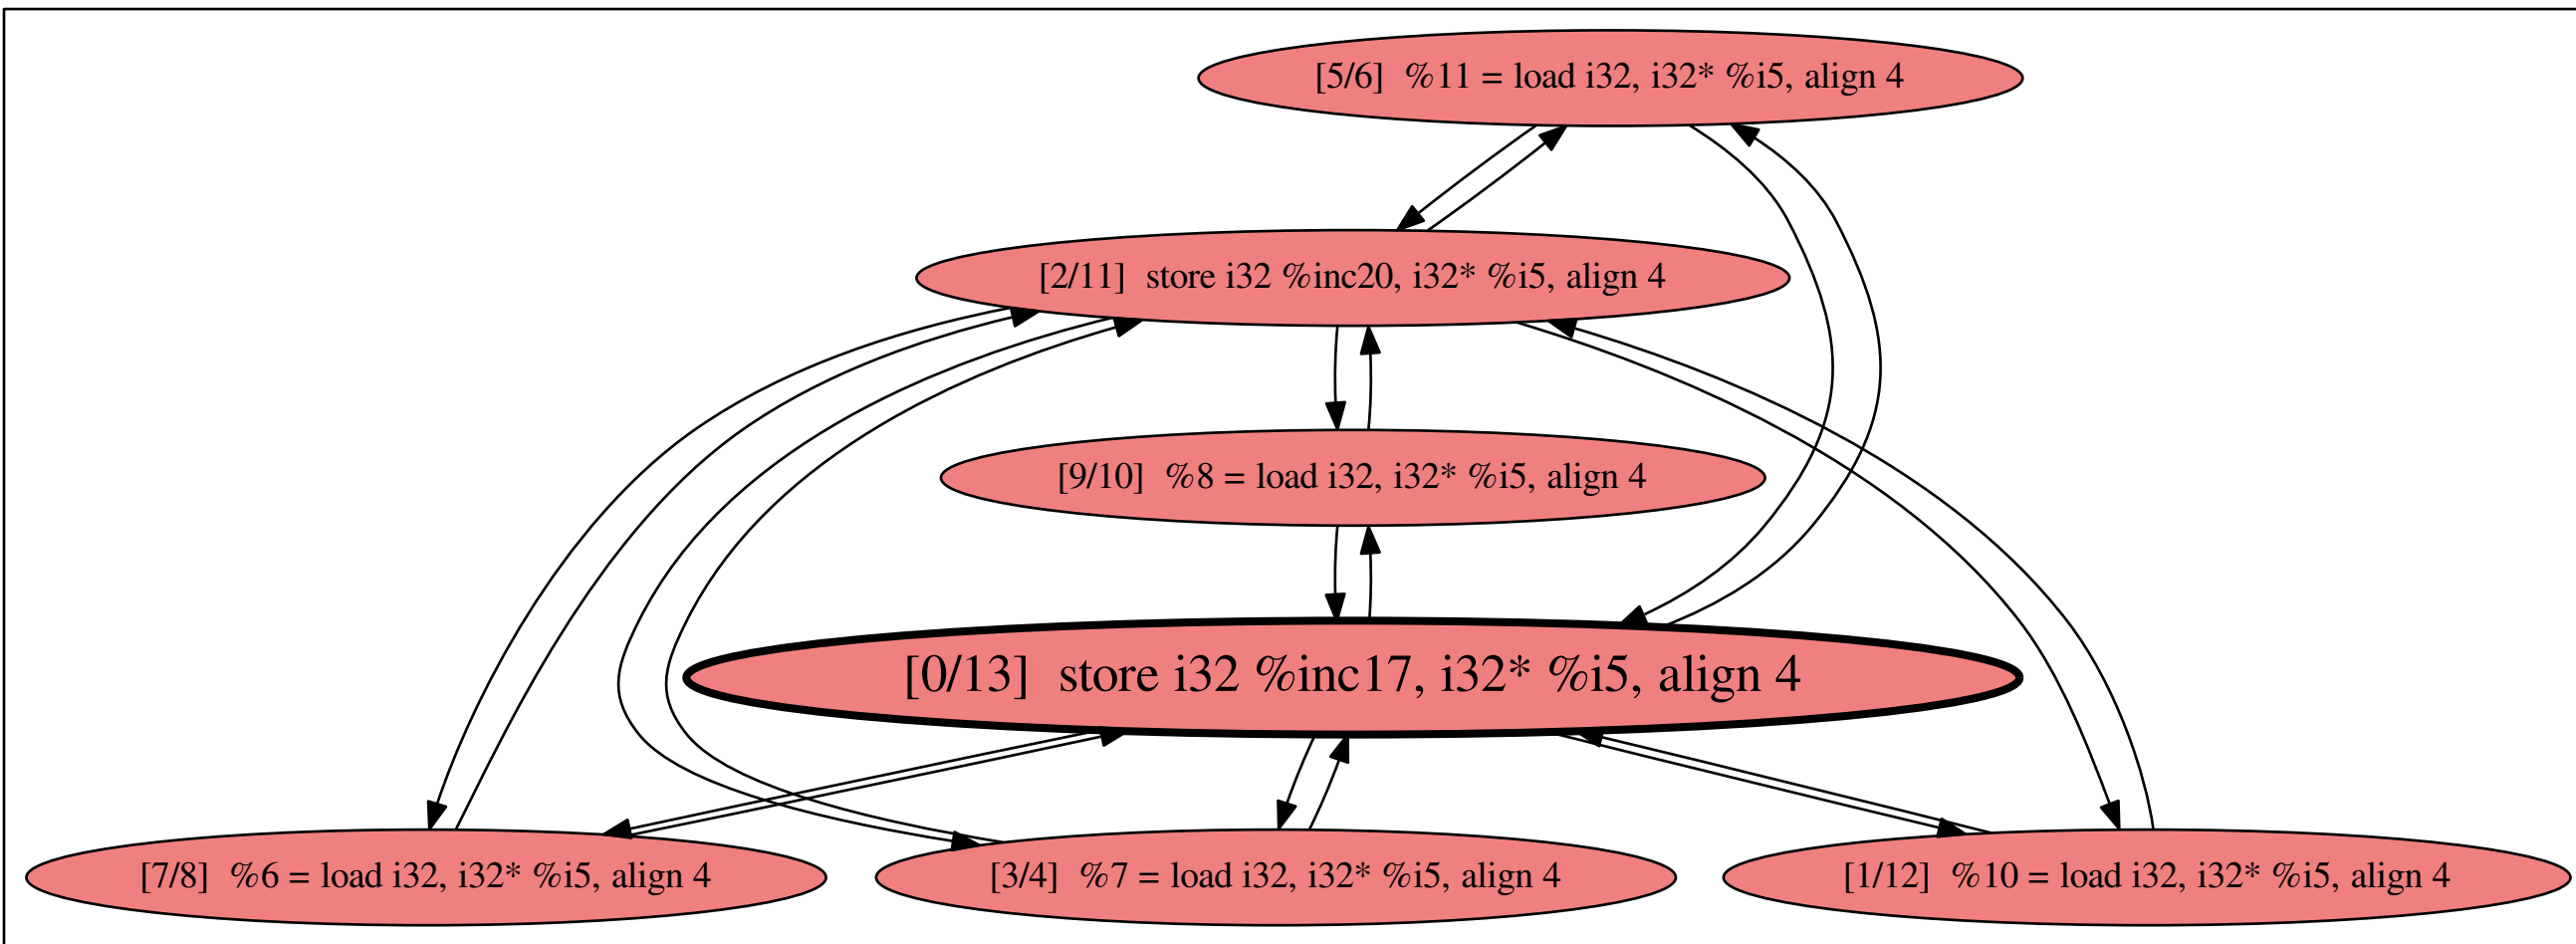 [5/6]  %11 = load i32, i32* %i5, align 4
[2/11]  store i32 %inc20, i32* %i5, align 4
[9/10]  %8 = load i32, i32* %i5, align 4
[0/13]  store i32 %inc17, i32* %i5, align 4
[7/8]  %6 = load i32, i32* %i5, align 4
[3/4]  %7 = load i32, i32* %i5, align 4
[1/12]  %10 = load i32, i32* %i5, align 4